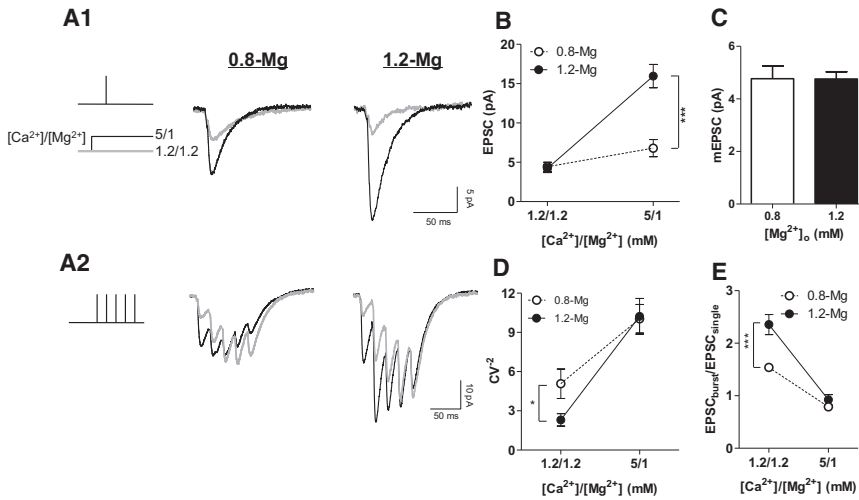 A1
0.8-Mg
1.2-Mg
[Ca²⁺]/[Mg²⁺]
5/1
1.2/1.2
5 pA
50 ms
A2
10 pA
50 ms
B
0.8-Mg
1.2-Mg
20
15
10
5
0
EPSC (pA)
***
1.2/1.2
5/1
[Ca²⁺]/[Mg²⁺] (mM)
C
6
4
2
0
mEPSC (pA)
0.8
1.2
[Mg²⁺]o (mM)
D
0.8-Mg
1.2-Mg
12
9
6
3
0
CV⁻²
*
1.2/1.2
5/1
[Ca²⁺]/[Mg²⁺] (mM)
E
0.8-Mg
1.2-Mg
3
2
1
0
EPSCburst/EPSCsingle
***
1.2/1.2
5/1
[Ca²⁺]/[Mg²⁺] (mM)